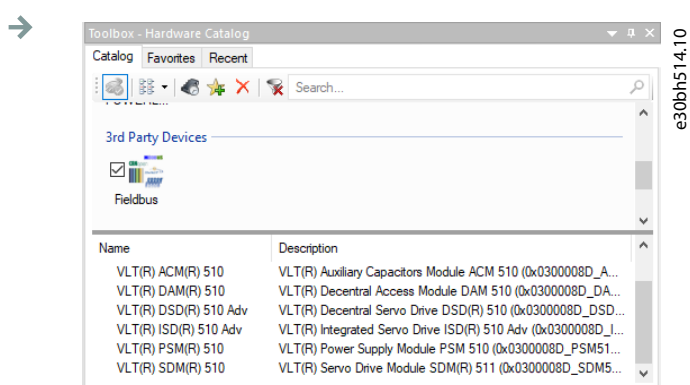 Toolbox - Hardware Catalog
Catalog Favorites Recent
Search...
3rd Party Devices
Fieldbus
Name Description
VLT(R) ACM(R) 510 VLT(R) Auxiliary Capacitors Module ACM 510 (0x0300008D_A...
VLT(R) DAM(R) 510 VLT(R) Decentral Access Module DAM 510 (0x0300008D_DA...
VLT(R) DSD(R) 510 Adv VLT(R) Decentral Servo Drive DSD(R) 510 (0x0300008D_DSD...
VLT(R) ISD(R) 510 Adv VLT(R) Integrated Servo Drive ISD(R) 510 Adv (0x0300008D_I...
VLT(R) PSM(R) 510 VLT(R) Power Supply Module PSM 510 (0x0300008D_PSM51...
VLT(R) SDM(R) 510 VLT(R) Servo Drive Module SDM(R) 511 (0x0300008D_SDM5...
e30bh514.10